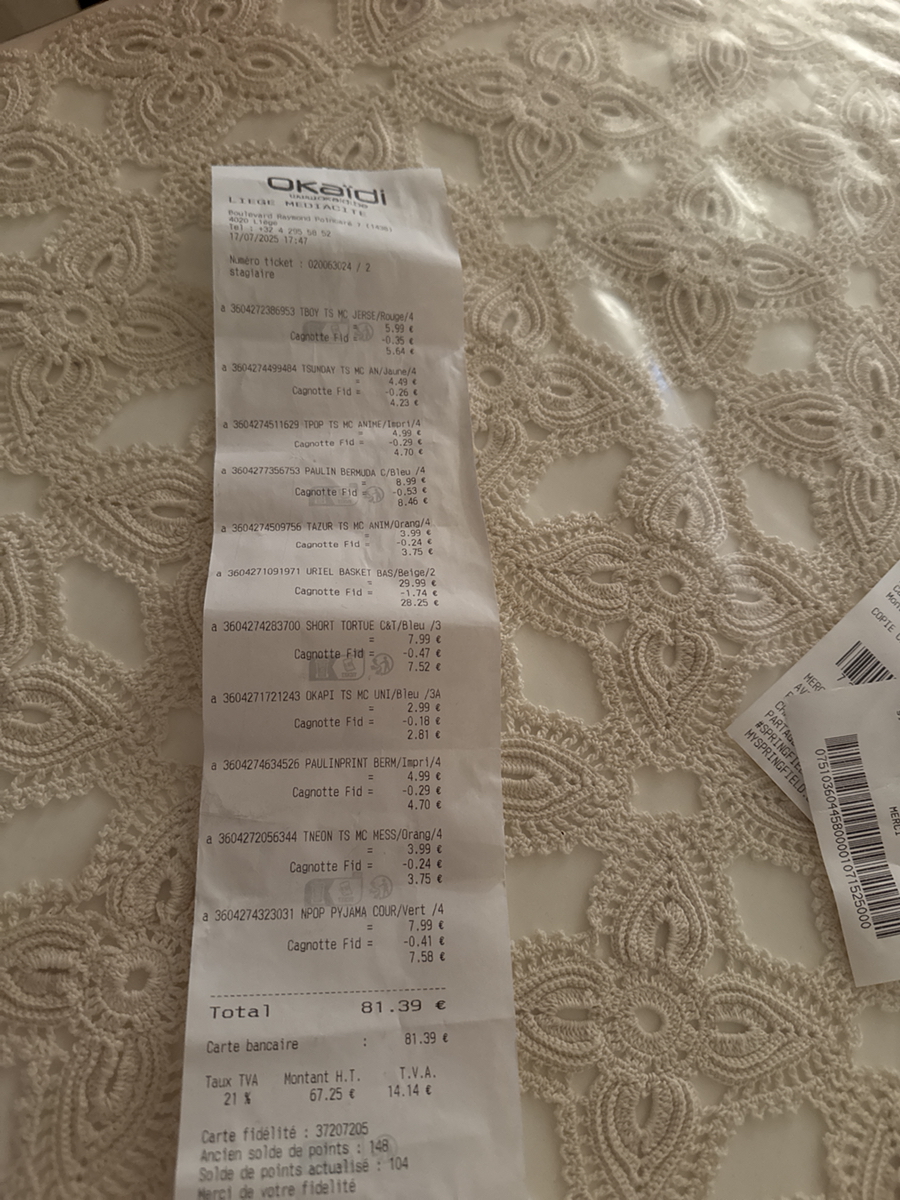 OKaïdi
LIEGE MEDIACITE
Boulevard Raymond Poincaré 7 (1438)
4020 Liège
Tel : +32 4 295 58 52
17/07/2025 17:47
Numéro ticket : 020063024 / 2
stagiaire
a 3604272386953 TBOY TS MC JERSE/Rouge/4
= 5.99 €
Cagnotte Fid = -0.35
5.64 €
a 3604274499484 TSUNDAY TS MC AN/Jaune/4
= 4.49 €
Cagnotte Fid = -0.26 €
4.23 €
a 3604274511629 TPOP TS MC ANIME/Impri/4
= 4.99 €
Cagnotte Fid = -0.29 €
4.70 €
a 3604277356753 PAULIN BERMUDA C/Bleu /4
= 8.99 €
Cagnotte Fid = -0.53 €
8.46 €
a 3604274509756 TAZUR TS MC ANIM/Orang/4
= 3.99 €
Cagnotte Fid = -0.24 €
3.75 €
a 3604271091971 URIEL BASKET BAS/Beige/2
= 29.99 €
Cagnotte Fid = -1.74 €
28.25 €
a 3604274283700 SHORT TORTUE C&T/Bleu /3
= 7.99 €
Cagnotte Fid = -0.47 €
7.52 €
a 3604271721243 OKAPI TS MC UNI/Bleu /3A
= 2.99 €
Cagnotte Fid = -0.18 €
2.81 €
a 3604274634526 PAULINPRINT BERM/Impri/4
= 4.99 €
Cagnotte Fid = -0.29 €
4.70 €
a 3604272056344 TNEON TS MC MESS/Orang/4
= 3.99 €
Cagnotte Fid = -0.24 €
3.75 €
a 3604274323031 NPOP PYJAMA COUR/Vert /4
= 7.99 €
Cagnotte Fid = -0.41 €
7.58 €
Total 81.39 €
Carte bancaire : 81.39 €
Taux TVA Montant H.T. T.V.A.
21 % 67.25 € 14.14 €
Carte fidélité : 37207205
Ancien solde de points : 148
Solde de points actualisé : 104
Merci de votre fidelité
COPIE
MERC
AV
PARTAG
#SPRINGFIE
MYSPRINGFIELD
07510360445800001071525000
MERCI